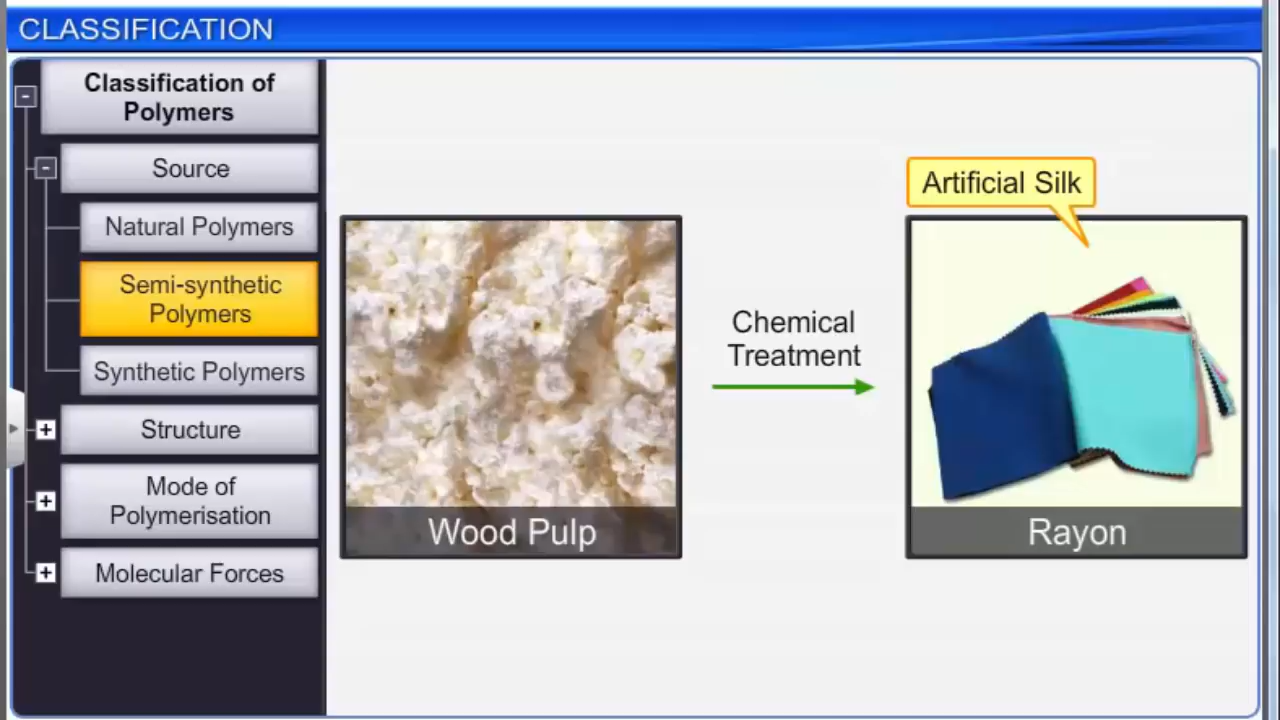 CLASSIFICATION
Classification of
Polymers
Source
Natural Polymers
Semi-synthetic
Polymers
Synthetic Polymers
Structure
Mode of
Polymerisation
Molecular Forces
Artificial Silk
Chemical
Treatment
Wood Pulp
Rayon